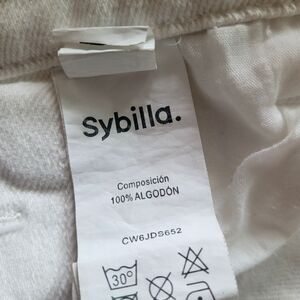 Sybilla.
Composición
100% ALGODÓN
CW6JDS652
30°